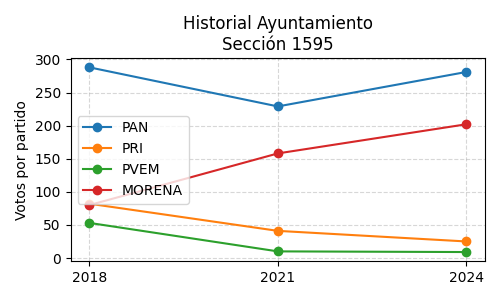 Historial Ayuntamiento
Sección 1595
Votos por partido
300
250
200
150
100
50
0
PAN
PRI
PVEM
MORENA
2018
2021
2024